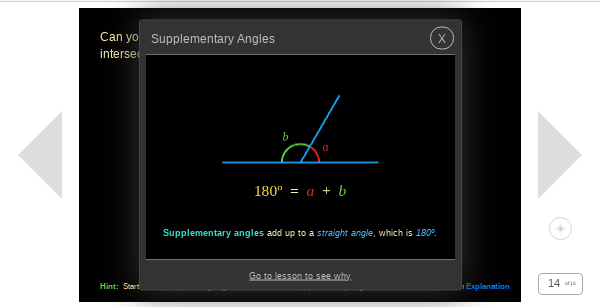 Can yo
intersec
Supplementary Angles
X
b
a
180º = a + b
Supplementary angles add up to a straight angle, which is 180º.
Go to lesson to see why
Hint: Start
Explanation
14 of 16